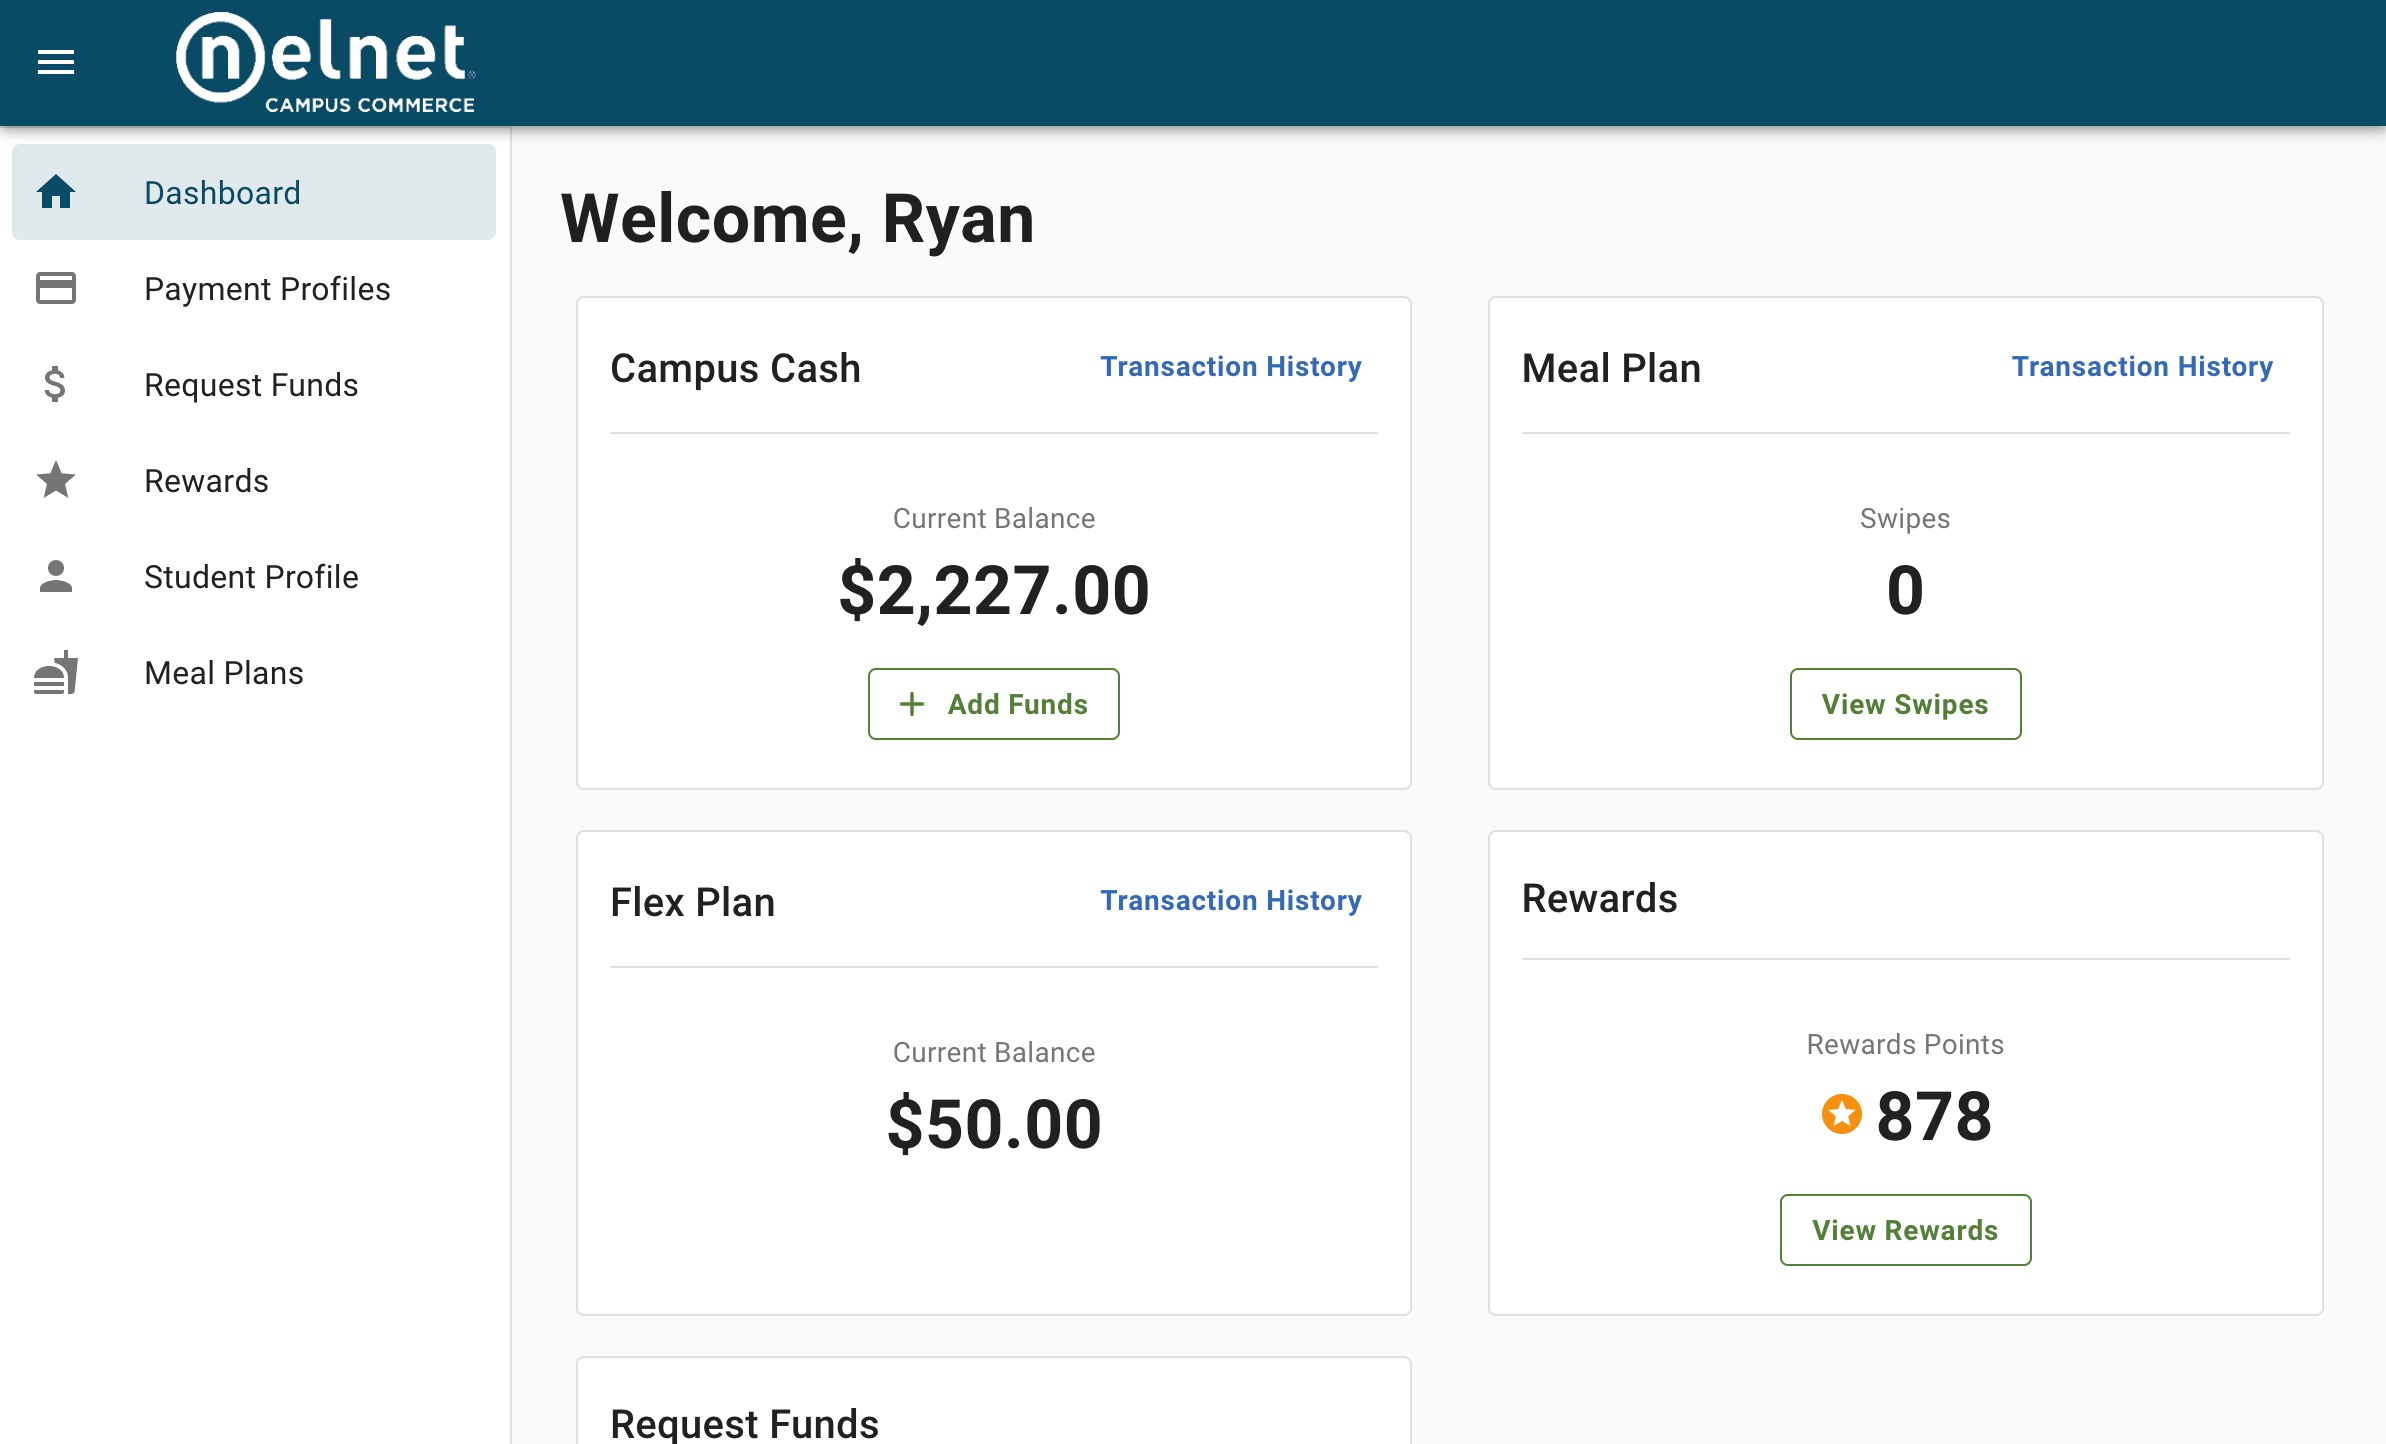 nelnet
CAMPUS COMMERCE
Dashboard
Payment Profiles
Request Funds
Rewards
Student Profile
Meal Plans
Welcome, Ryan
Campus Cash
Transaction History
Current Balance
$2,227.00
Add Funds
Meal Plan
Transaction History
Swipes
0
View Swipes
Flex Plan
Transaction History
Current Balance
$50.00
Rewards
Rewards Points
878
View Rewards
Request Funds